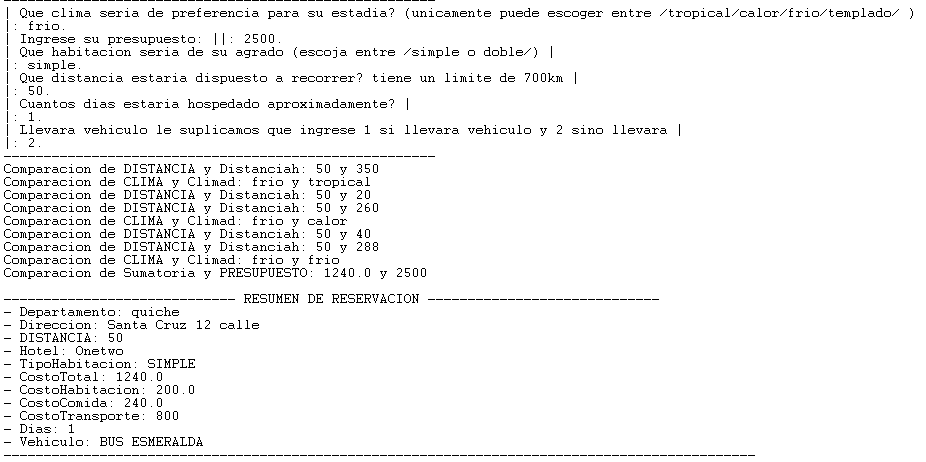 | Que clima seria de preferencia para su estadia? (unicamente puede escoger entre /tropical/calor/frio/templado/ )
|: frio.
| Ingrese su presupuesto: ||: 2500.
| Que habitacion seria de su agrado (escoja entre /simple o doble/) |
|: simple.
| Que distancia estaria dispuesto a recorrer? tiene un limite de 700km |
|: 50.
| Cuantos dias estaria hospedado aproximadamente? |
|: 1.
| Llevara vehiculo le suplicamos que ingrese 1 si llevara vehiculo y 2 sino llevara |
|: 2.
------------------------------------------------------
Comparacion de DISTANCIA y Distanciah: 50 y 350
Comparacion de CLIMA y Climad: frio y tropical
Comparacion de DISTANCIA y Distanciah: 50 y 20
Comparacion de DISTANCIA y Distanciah: 50 y 260
Comparacion de CLIMA y Climad: frio y calor
Comparacion de DISTANCIA y Distanciah: 50 y 40
Comparacion de DISTANCIA y Distanciah: 50 y 288
Comparacion de CLIMA y Climad: frio y frio
Comparacion de Sumatoria y PRESUPUESTO: 1240.0 y 2500
----------------------------- RESUMEN DE RESERVACION -----------------------------
- Departamento: quiche
- Direccion: Santa Cruz 12 calle
- DISTANCIA: 50
- Hotel: Onetwo
- TipoHabitacion: SIMPLE
- CostoTotal: 1240.0
- CostoHabitacion: 200.0
- CostoComida: 240.0
- CostoTransporte: 800
- Dias: 1
- Vehiculo: BUS ESMERALDA
----------------------------------------------------------------------------------------------